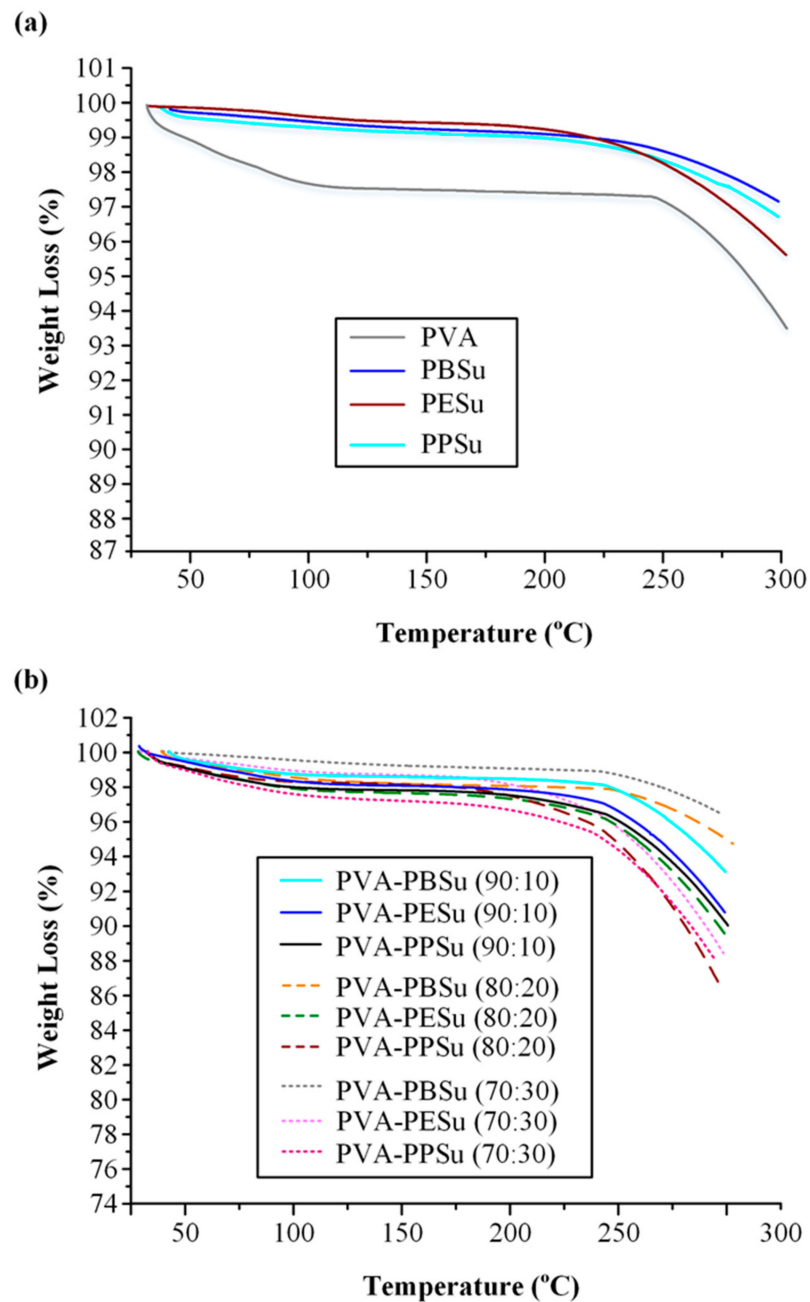 (a)
101
100
99
98
97
96
95
94
93
92
91
90
89
88
87
Weight Loss (%)
PVA
PBSu
PESu
PPSu
50
100
150
200
250
300
Temperature (°C)
(b)
102
100
98
96
94
92
90
88
86
84
82
80
78
76
74
Weight Loss (%)
PVA-PBSu (90:10)
PVA-PESu (90:10)
PVA-PPSu (90:10)
PVA-PBSu (80:20)
PVA-PESu (80:20)
PVA-PPSu (80:20)
PVA-PBSu (70:30)
PVA-PESu (70:30)
PVA-PPSu (70:30)
50
100
150
200
250
300
Temperature (°C)